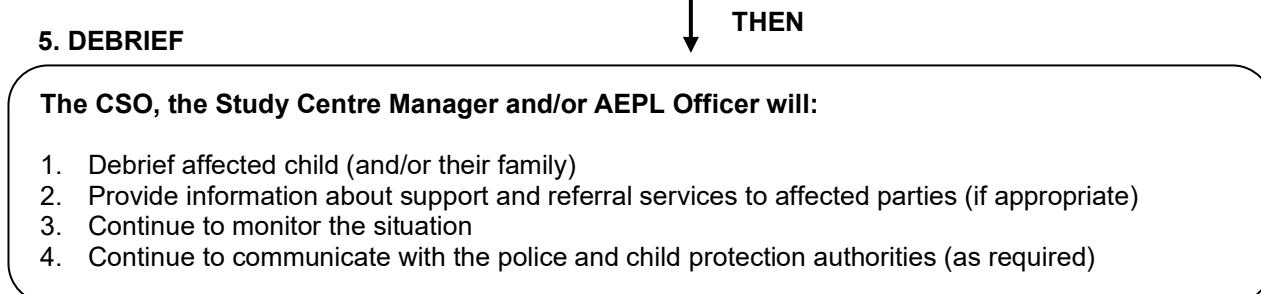 THEN
5. DEBRIEF
The CSO, the Study Centre Manager and/or AEPL Officer will:
1. Debrief affected child (and/or their family)
2. Provide information about support and referral services to affected parties (if appropriate)
3. Continue to monitor the situation
4. Continue to communicate with the police and child protection authorities (as required)